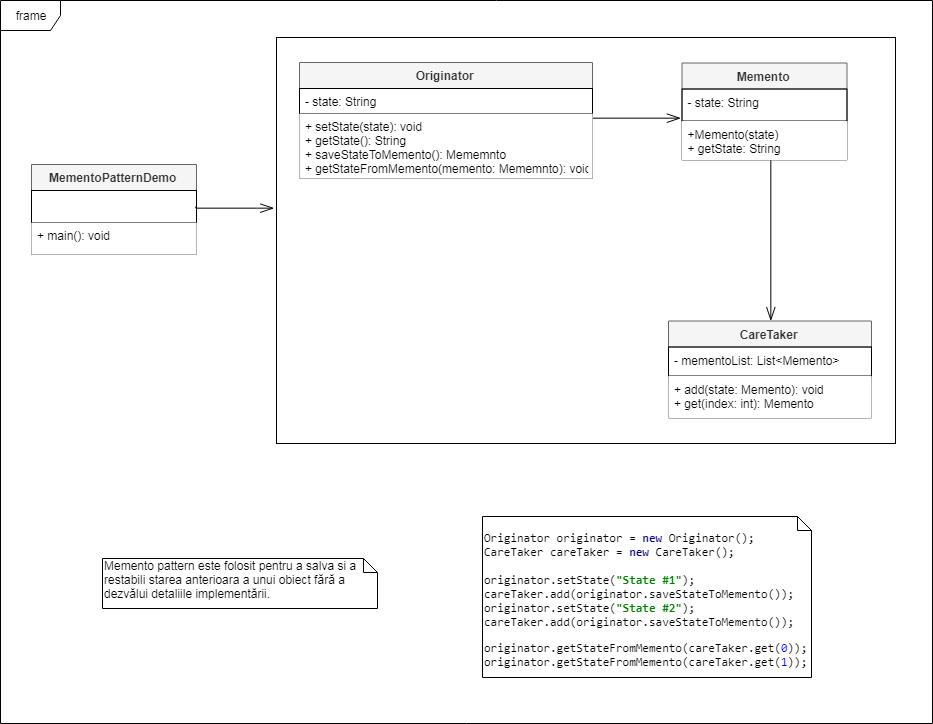 frame
Originator
- state: String
+ setState(state): void
+ getState(): String
+ saveStateToMemento(): Mememnto
+ getStateFromMemento(memento: Mememnto): voic
Memento
- state: String
+Memento(state)
+ getState: String
MementoPatternDemo
+ main(): void
CareTaker
- mementoList: List<Memento>
+ add(state: Memento): void
+ get(index: int): Memento
Memento pattern este folosit pentru a salva si a
restabili starea anterioara a unui obiect fără a
dezvălui detaliile implementării.
Originator originator = new Originator();
CareTaker careTaker = new CareTaker();
originator.setState("State #1");
careTaker.add(originator.saveStateToMemento());
originator.setState("State #2");
careTaker.add(originator.saveStateToMemento());
originator.getStateFromMemento(careTaker.get(0));
originator.getStateFromMemento(careTaker.get(1));